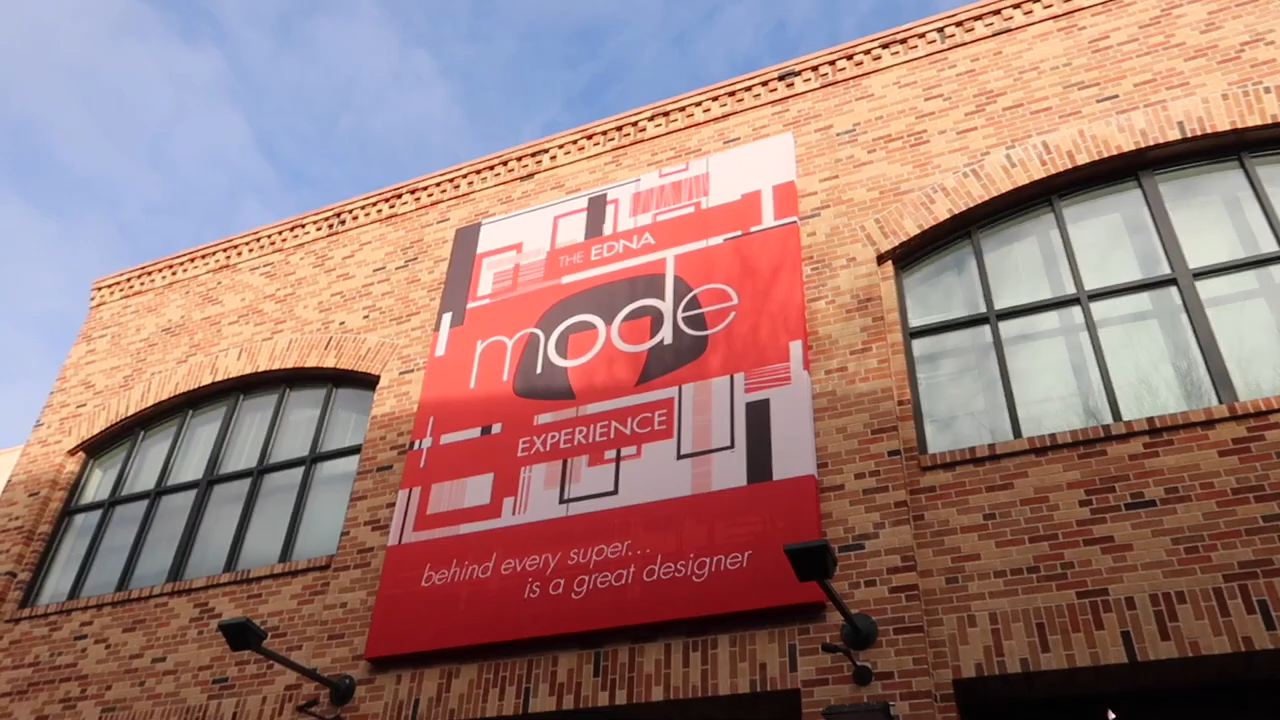 THE EDNA
mode
EXPERIENCE
behind every super...
is a great designer